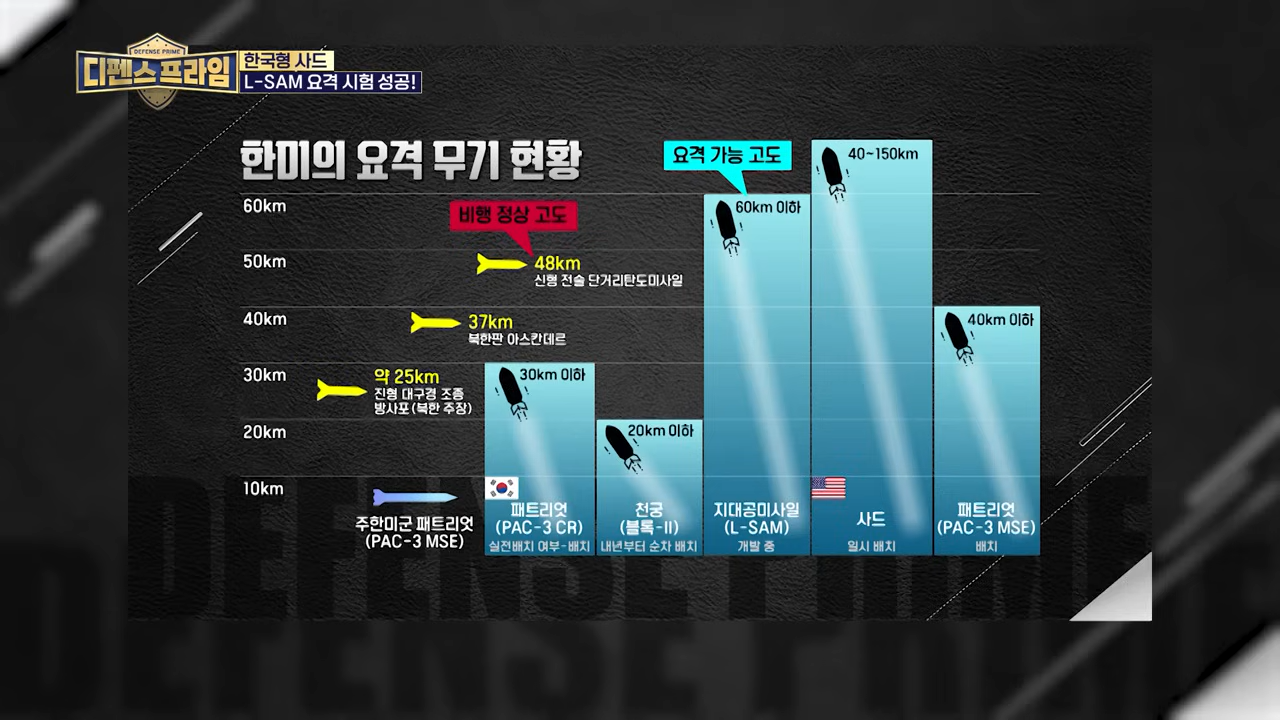 DEFENSE PRIME
디펜스프라임
한국형 사드
L-SAM 요격 시험 성공!
한미의 요격 무기 현황
요격 가능 고도
비행 정상 고도
60km
50km
40km
30km
20km
10km
48km
신형 전술 단거리탄도미사일
37km
북한판 아스칸데르
약 25km
진형 대구경 조종
방사포(북한 주장)
주한미군 패트리엇
(PAC-3 MSE)
30km 이하
패트리엇
(PAC-3 CR)
실전배치 여부-배치
20km 이하
천궁
(블록-II)
내년부터 순차 배치
60km 이하
지대공미사일
(L-SAM)
개발 중
40~150km
사드
일시 배치
40km 이하
패트리엇
(PAC-3 MSE)
배치
DEFENSE PRIME
DEFENSE PRIME